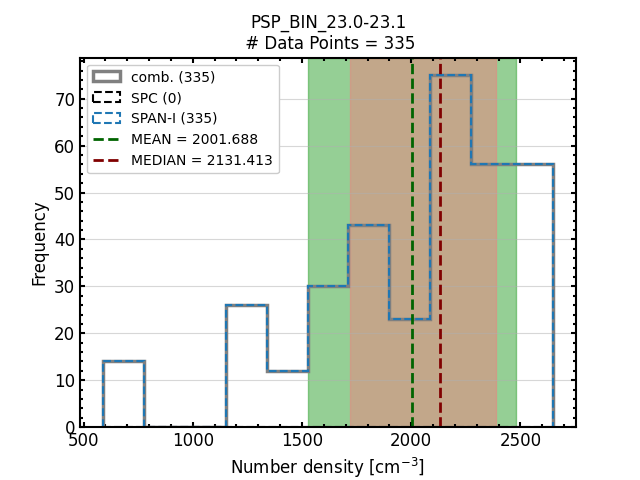 PSP_BIN_23.0-23.1
# Data Points = 335
comb. (335)
SPC (0)
SPAN-I (335)
MEAN = 2001.688
MEDIAN = 2131.413
Frequency
70
60
50
40
30
20
10
0
500 1000 1500 2000 2500
Number density [cm⁻³]